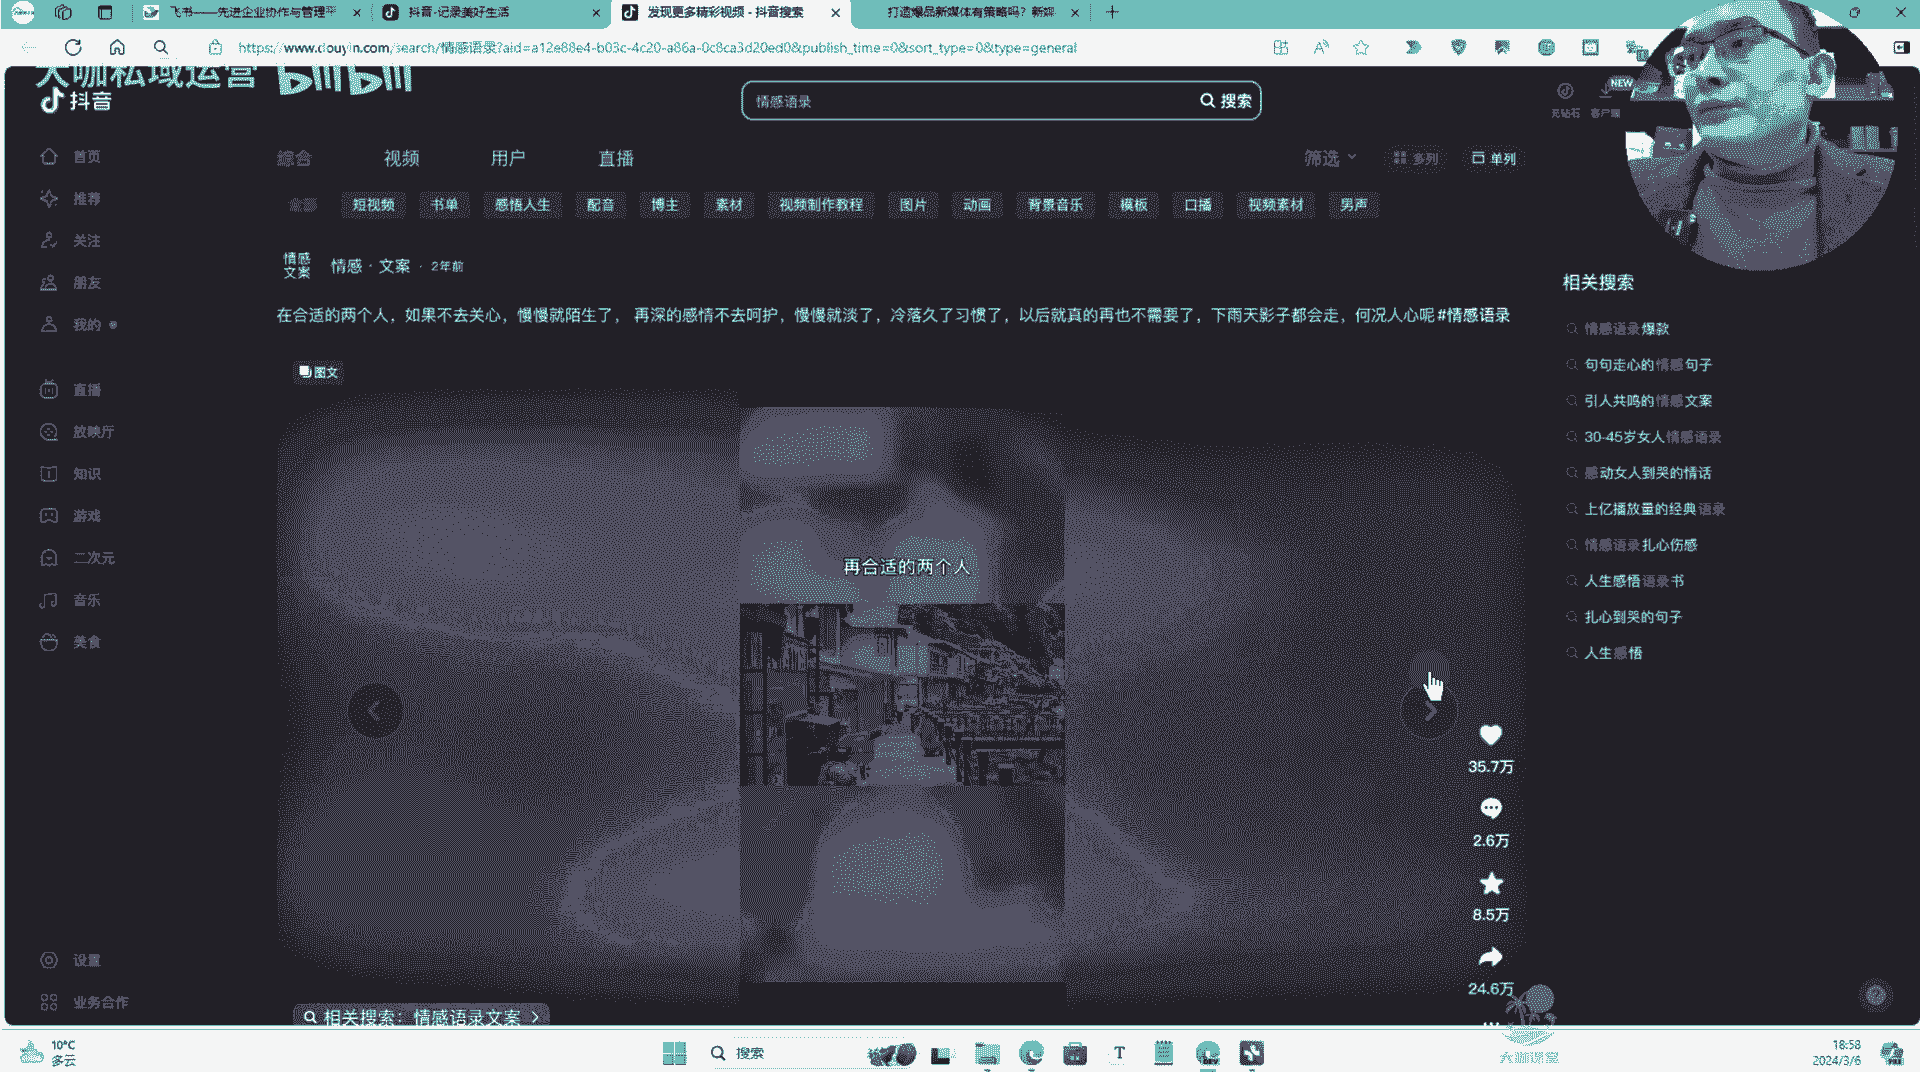 飞书——先进企业协作与管理平
抖音-记录美好生活
发现更多精彩视频 - 抖音搜索
打造爆品新媒体有策略吗？新媒
https://www.douyin.com/search/情感语录?aid=a12e88e4-b03c-4c20-a86a-0c8ca3d20ed0&publish_time=0&sort_type=0&type=general
大咖私域运营 bilibili
抖音
情感语录
搜索
充钻石
客户端
NEW
首页
推荐
关注
朋友
我的
直播
放映厅
知识
游戏
二次元
音乐
美食
设置
业务合作
综合 视频 用户 直播
筛选 多列 单列
全部 短视频 书单 感悟人生 配音 博主 素材 视频制作教程 图片 动画 背景音乐 模板 口播 视频素材 男声
情感
文案
情感 · 文案 · 2年前
在合适的两个人，如果不去关心，慢慢就陌生了， 再深的感情不去呵护，慢慢就淡了，冷落久了习惯了，以后就真的再也不需要了，下雨天影子都会走，何况人心呢#情感语录
图文
再合适的两个人
35.7万
2.6万
8.5万
24.6万
相关搜索：情感语录文案
相关搜索
情感语录爆款
句句走心的情感句子
引人共鸣的情感文案
30-45岁女人情感语录
感动女人到哭的情话
上亿播放量的经典语录
情感语录扎心伤感
人生感悟语录书
扎心到哭的句子
人生感悟
大咖课堂
10°C
多云
搜索
18:58
2024/3/6